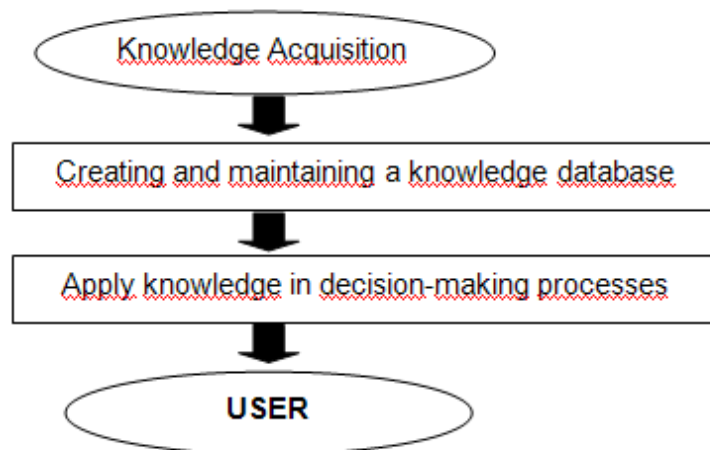 Knowledge Acquisition
Creating and maintaining a knowledge database
Apply knowledge in decision-making processes
USER